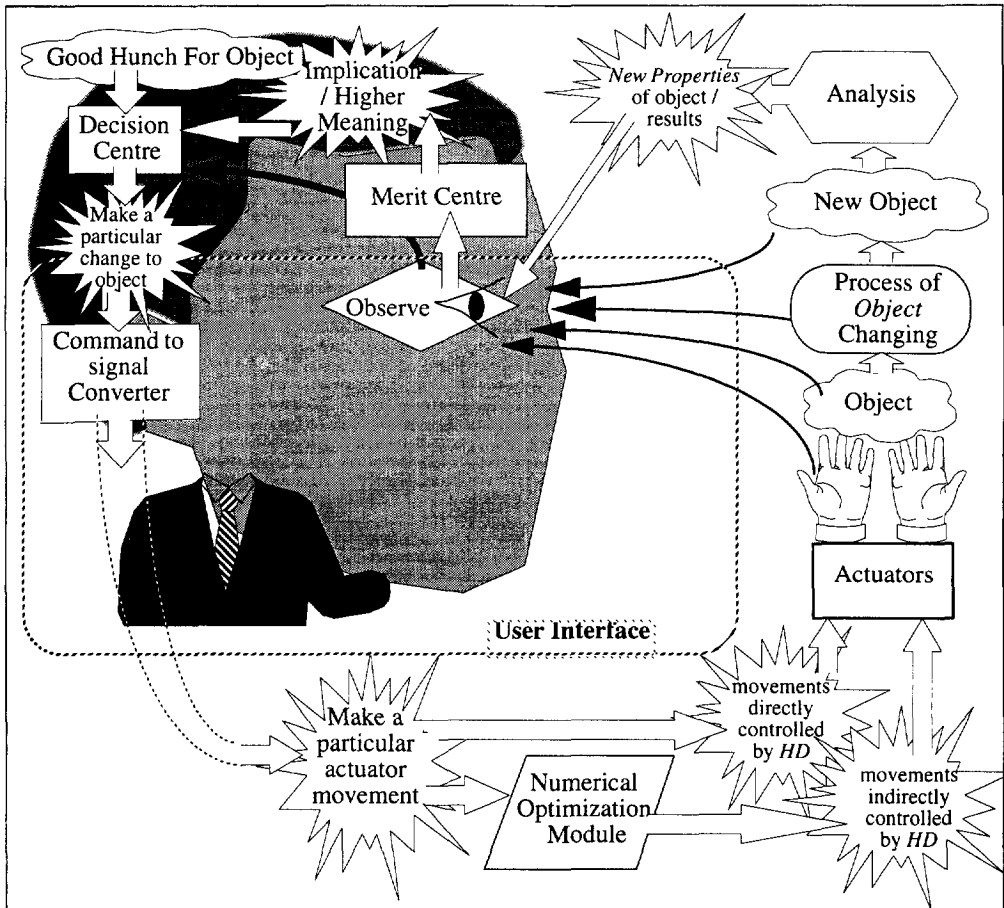 Good Hunch For Object
Implication
/ Higher
Meaning
Decision
Centre
Make a
particular
change to
object
Command to
signal
Converter
Merit Centre
Observe
New Properties
of object /
results
Analysis
New Object
Process of
Object
Changing
Object
Actuators
User Interface
Make a
particular
actuator
movement
Numerical
Optimization
Module
movements
directly
controlled
by HD
movements
indirectly
controlled
by HD